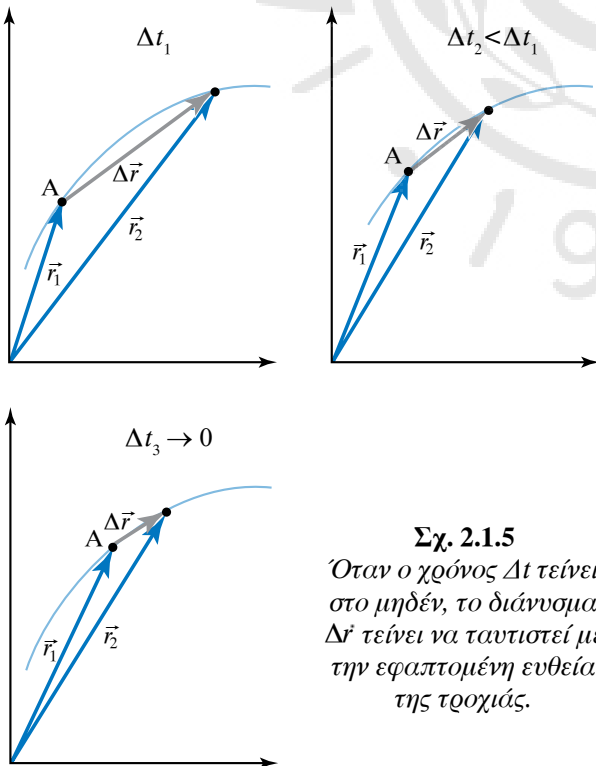 Δt₁
Δr⃗
A
r⃗₁
r⃗₂
Δt₂<Δt₁
Δr⃗
A
r⃗₁
r⃗₂
Δt₃ → 0
Δr⃗
A
r⃗₁
r⃗₂
Σχ. 2.1.5
Όταν ο χρόνος Δt τείνει
στο μηδέν, το διάνυσμα
Δr⃗ τείνει να ταυτιστεί με
την εφαπτομένη ευθεία
της τροχιάς.
19